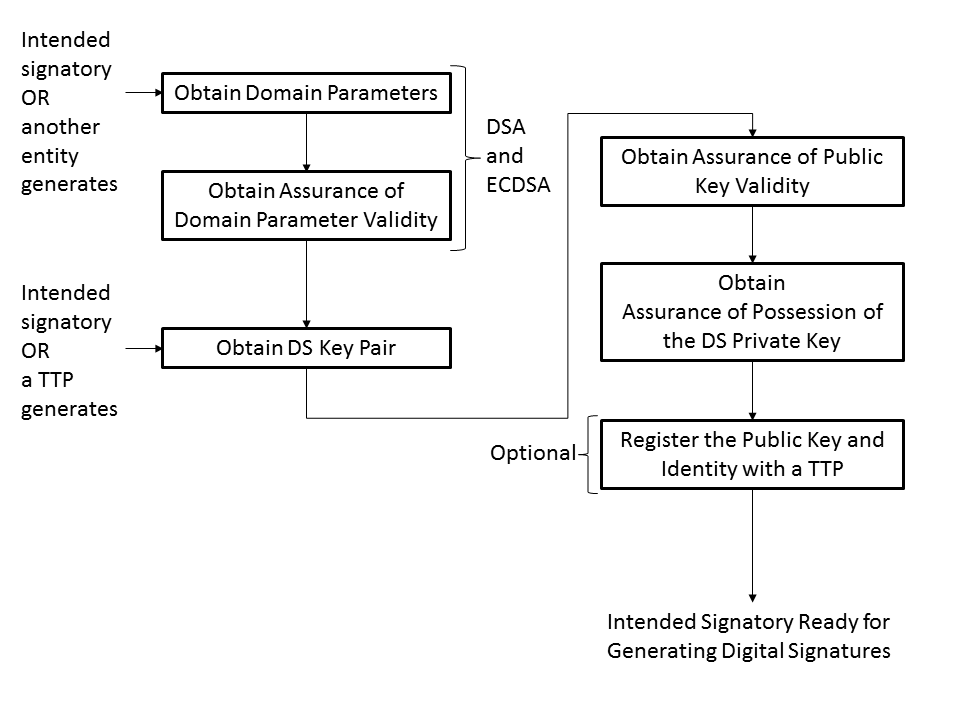 Intended
signatory
OR
another
entity
generates
Obtain Domain Parameters
Obtain Assurance of
Domain Parameter Validity
DSA
and
ECDSA
Intended
signatory
OR
a TTP
generates
Obtain DS Key Pair
Obtain Assurance of Public
Key Validity
Obtain
Assurance of Possession of
the DS Private Key
Optional
Register the Public Key and
Identity with a TTP
Intended Signatory Ready for
Generating Digital Signatures